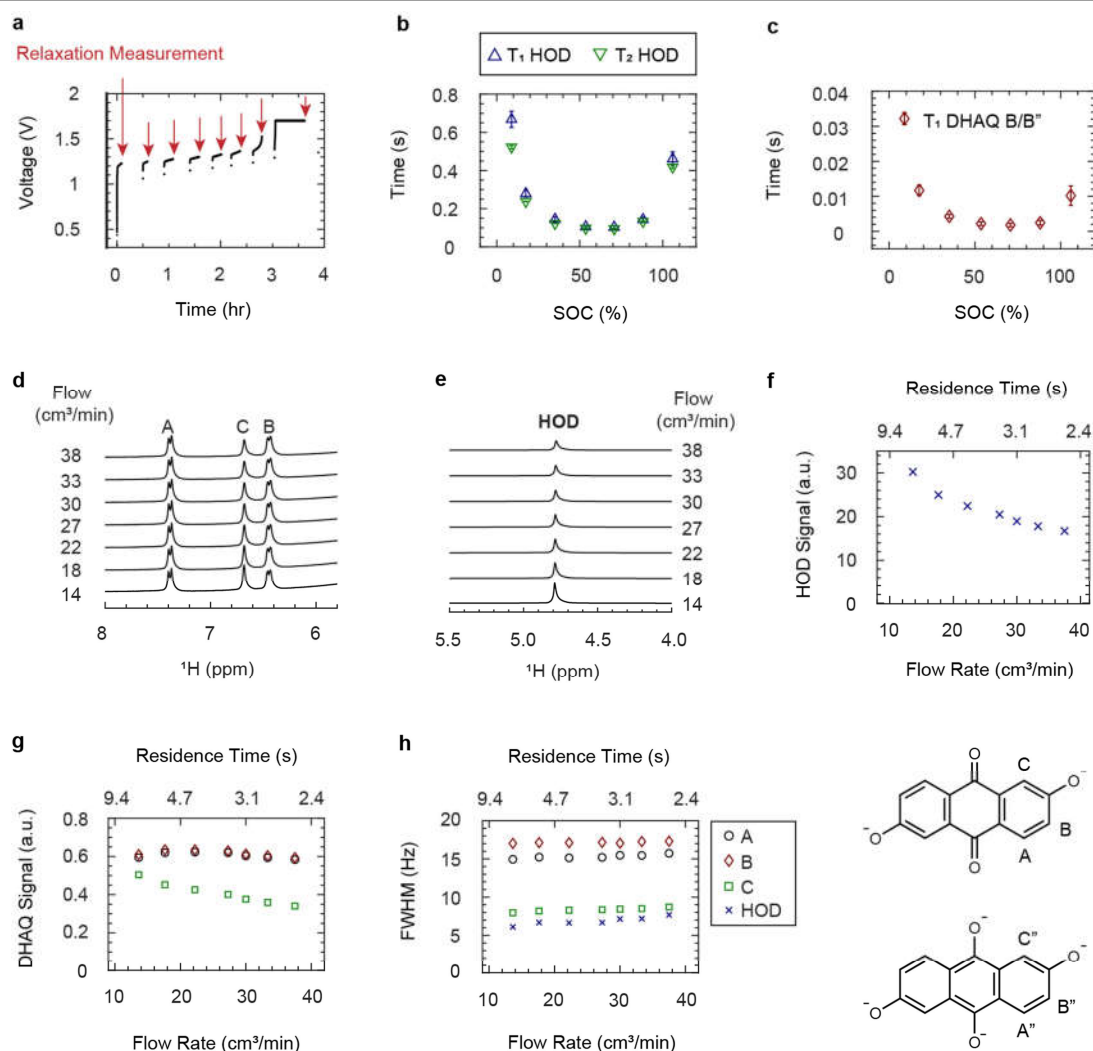 a
Relaxation Measurement
2
1.5
1
0.5
Voltage (V)
0 1 2 3 4
Time (hr)
b
T₁ HOD T₂ HOD
0.8
0.6
0.4
0.2
0
Time (s)
0 50 100
SOC (%)
c
0.04
0.03
0.02
0.01
0
Time (s)
T₁ DHAQ B/B”
0 50 100
SOC (%)
d
Flow
(cm³/min)
A C B
38
33
30
27
22
18
14
8 7 6
¹H (ppm)
e
HOD
Flow
(cm³/min)
38
33
30
27
22
18
14
5.5 5.0 4.5 4.0
¹H (ppm)
f
Residence Time (s)
9.4 4.7 3.1 2.4
30
20
10
0
HOD Signal (a.u.)
10 20 30 40
Flow Rate (cm³/min)
g
Residence Time (s)
9.4 4.7 3.1 2.4
0.8
0.6
0.4
0.2
0
DHAQ Signal (a.u.)
10 20 30 40
Flow Rate (cm³/min)
h
Residence Time (s)
9.4 4.7 3.1 2.4
20
15
10
5
0
FWHM (Hz)
10 20 30 40
Flow Rate (cm³/min)
A
B
C
HOD
O
C
O⁻
⁻O
B
A
O
O⁻
C”
O⁻
⁻O
B”
A”
O⁻